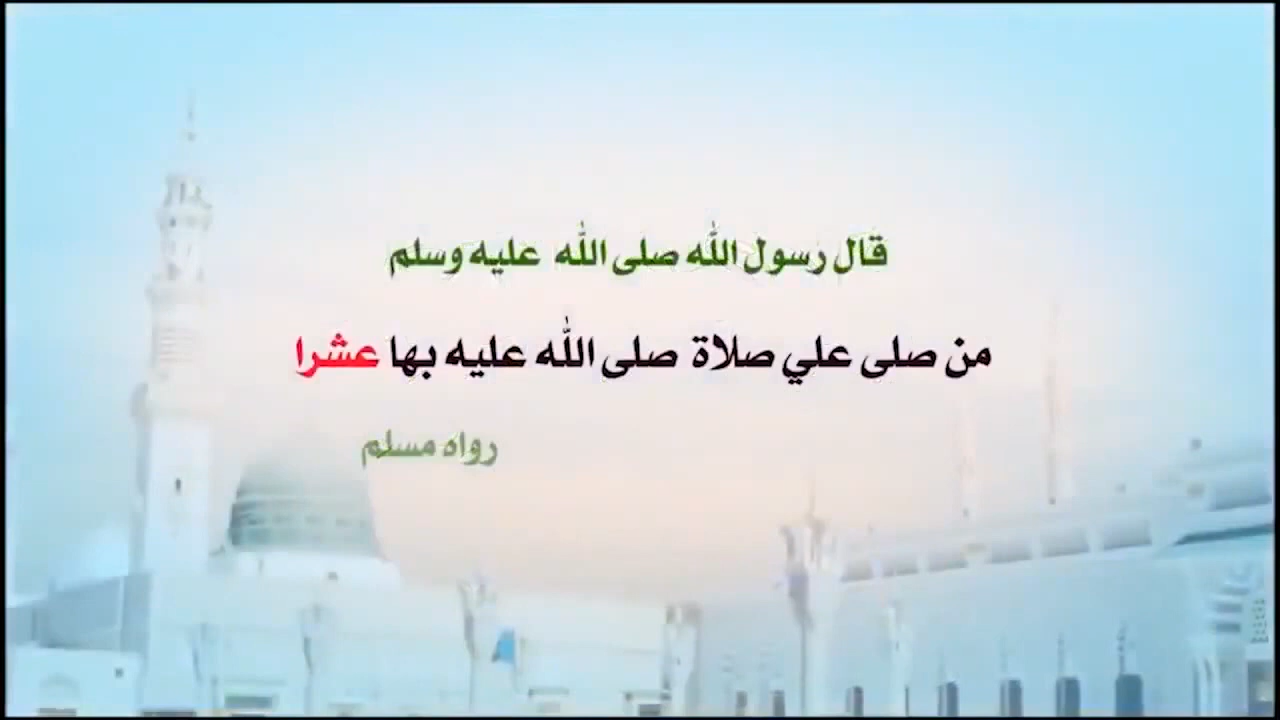 قال رسول الله صلى الله عليه وسلم
من صلى علي صلاة صلى الله عليه بها عشرا
رواه مسلم